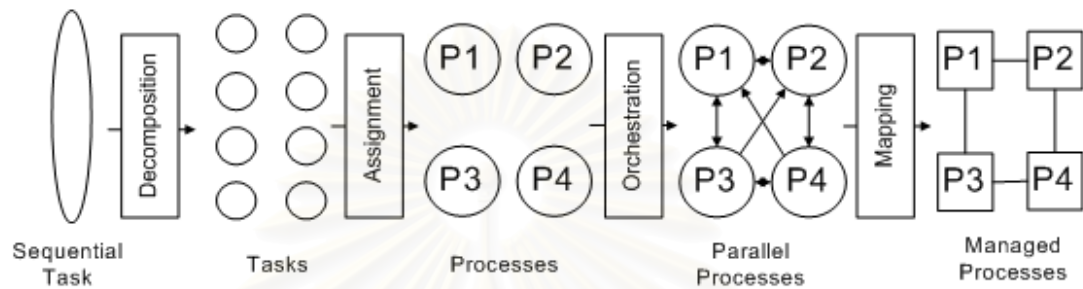 Decomposition
Assignment
P1
P2
P3
P4
Orchestration
P1
P2
P3
P4
Mapping
P1
P2
P3
P4
Sequential
Task
Tasks
Processes
Parallel
Processes
Managed
Processes